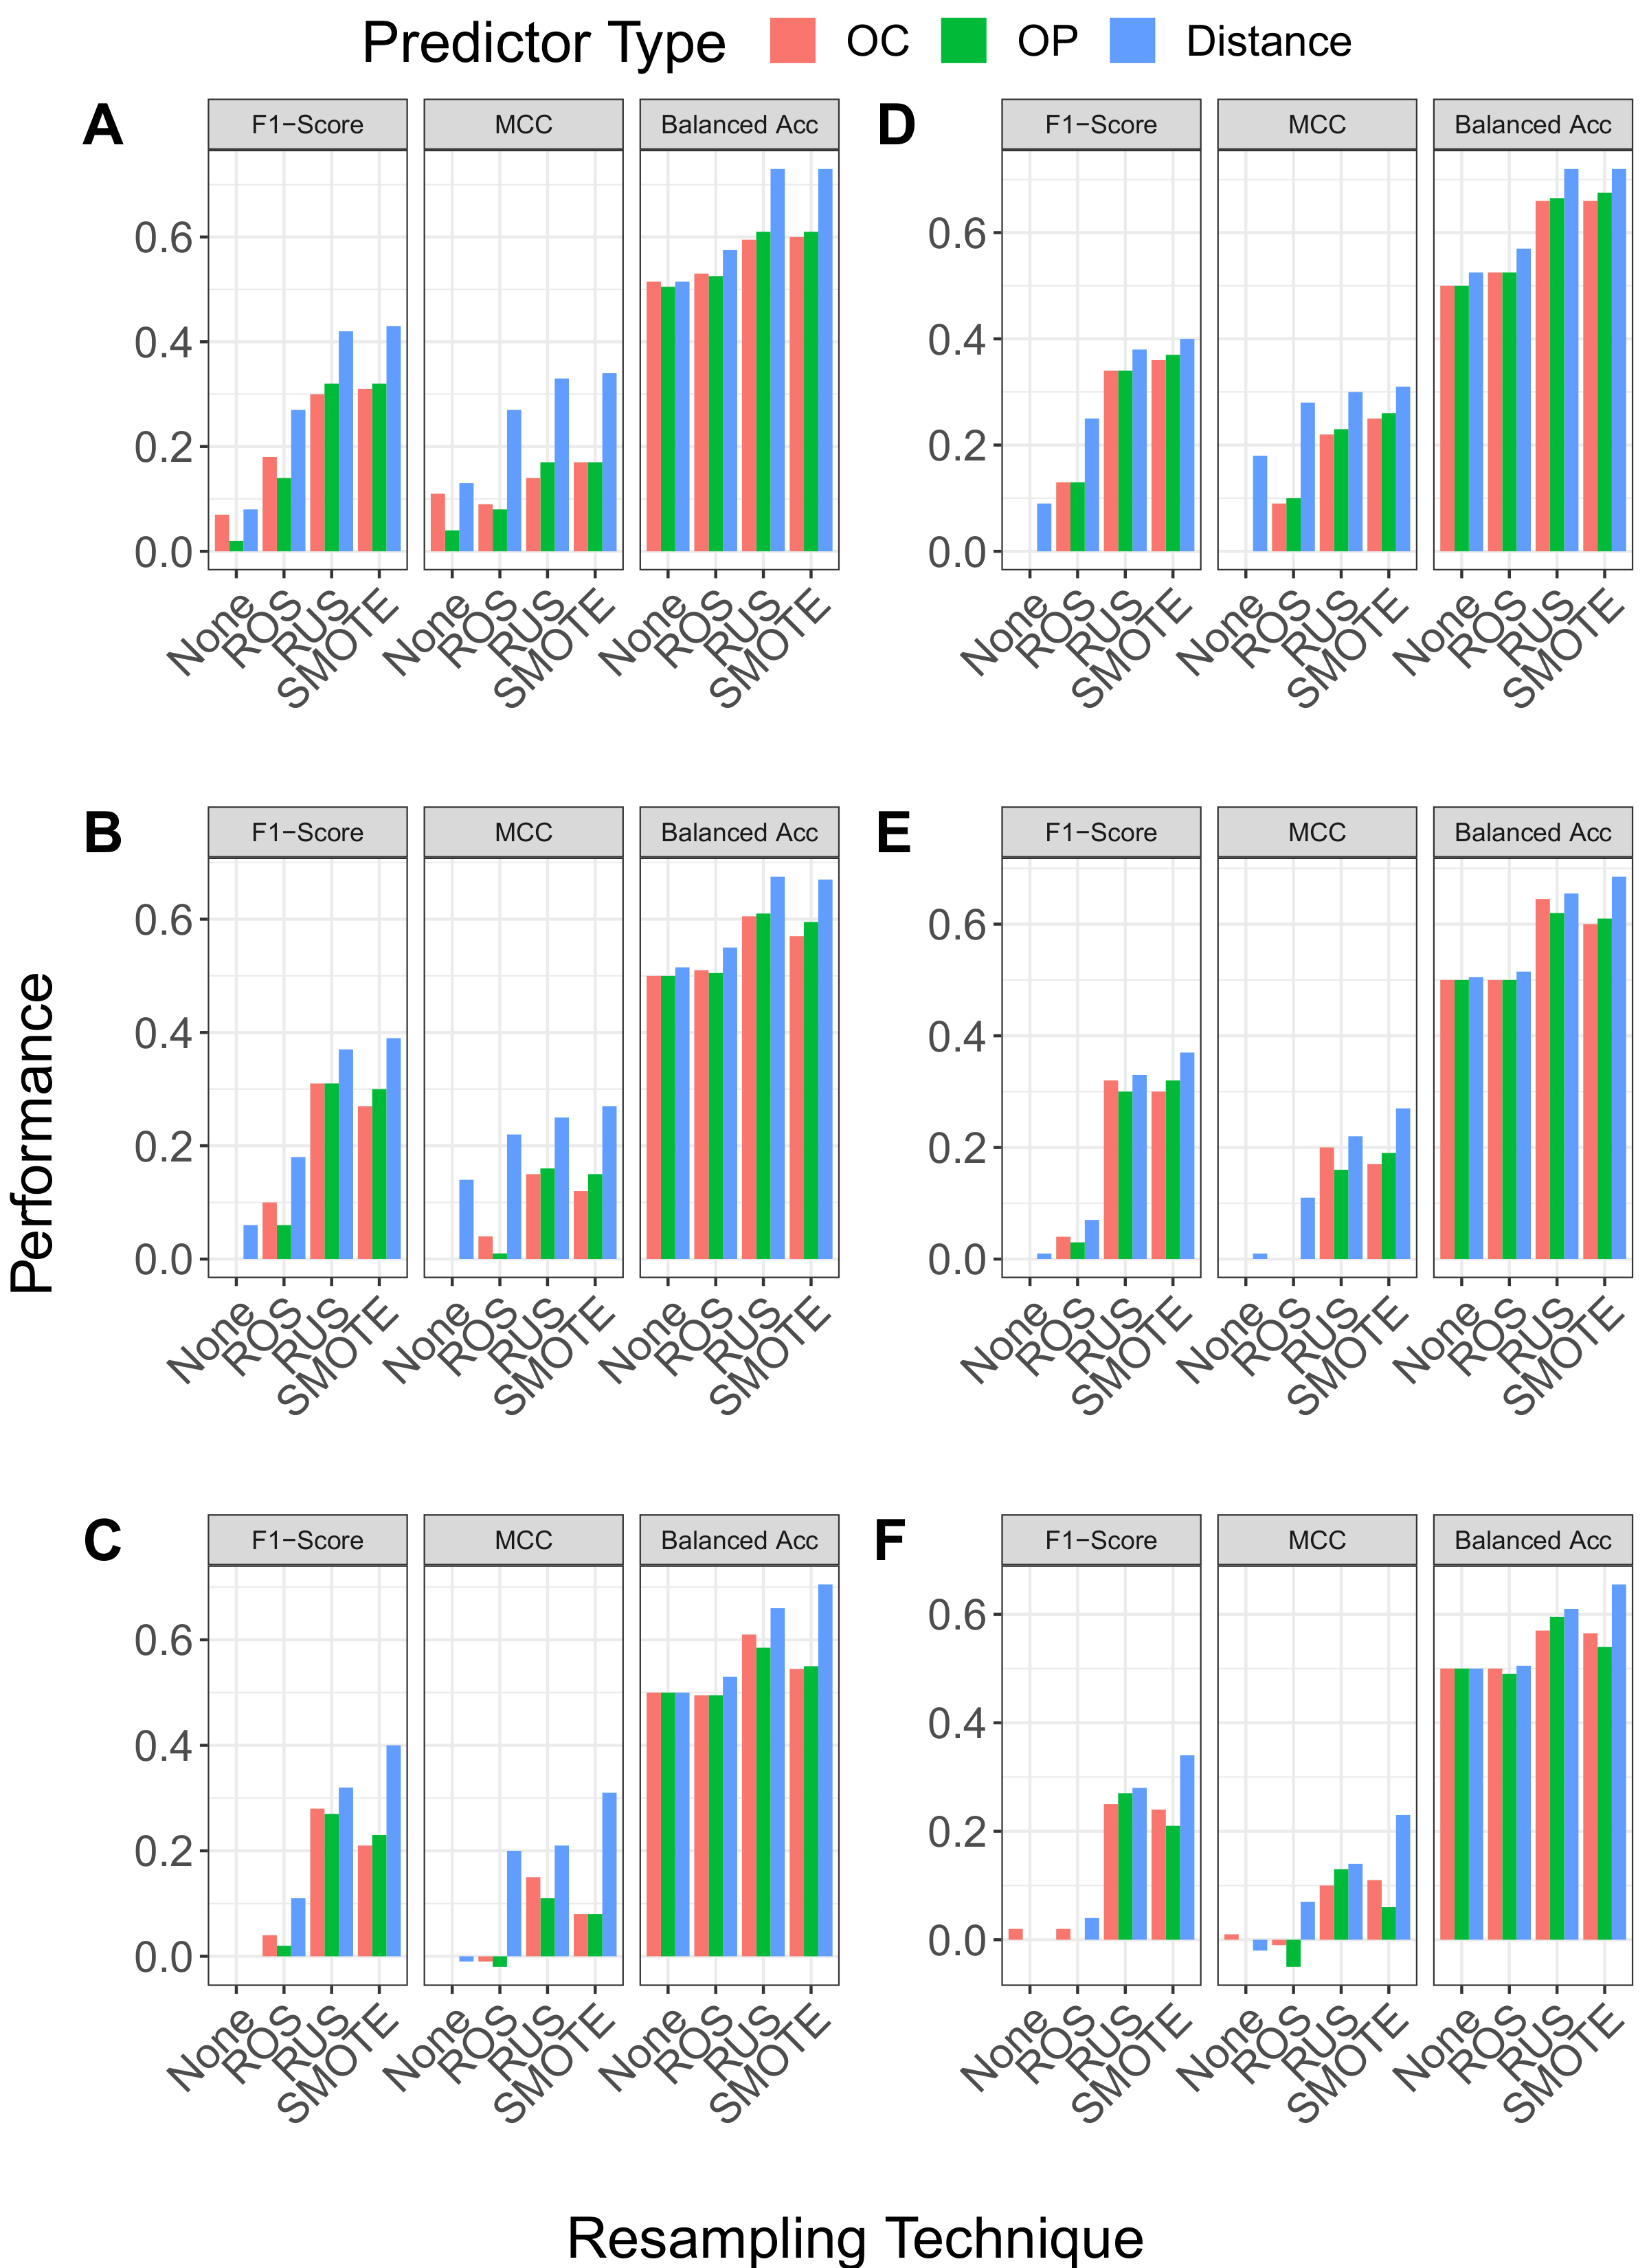 Predictor Type OC OP Distance
A
F1−Score MCC Balanced Acc
0.6
0.4
0.2
0.0
None ROS RUS SMOTE None ROS RUS SMOTE None ROS RUS SMOTE
D
F1−Score MCC Balanced Acc
0.6
0.4
0.2
0.0
None ROS RUS SMOTE None ROS RUS SMOTE None ROS RUS SMOTE
Performance
B
F1−Score MCC Balanced Acc
0.6
0.4
0.2
0.0
None ROS RUS SMOTE None ROS RUS SMOTE None ROS RUS SMOTE
E
F1−Score MCC Balanced Acc
0.6
0.4
0.2
0.0
None ROS RUS SMOTE None ROS RUS SMOTE None ROS RUS SMOTE
C
F1−Score MCC Balanced Acc
0.6
0.4
0.2
0.0
None ROS RUS SMOTE None ROS RUS SMOTE None ROS RUS SMOTE
F
F1−Score MCC Balanced Acc
0.6
0.4
0.2
0.0
None ROS RUS SMOTE None ROS RUS SMOTE None ROS RUS SMOTE
Resampling Technique